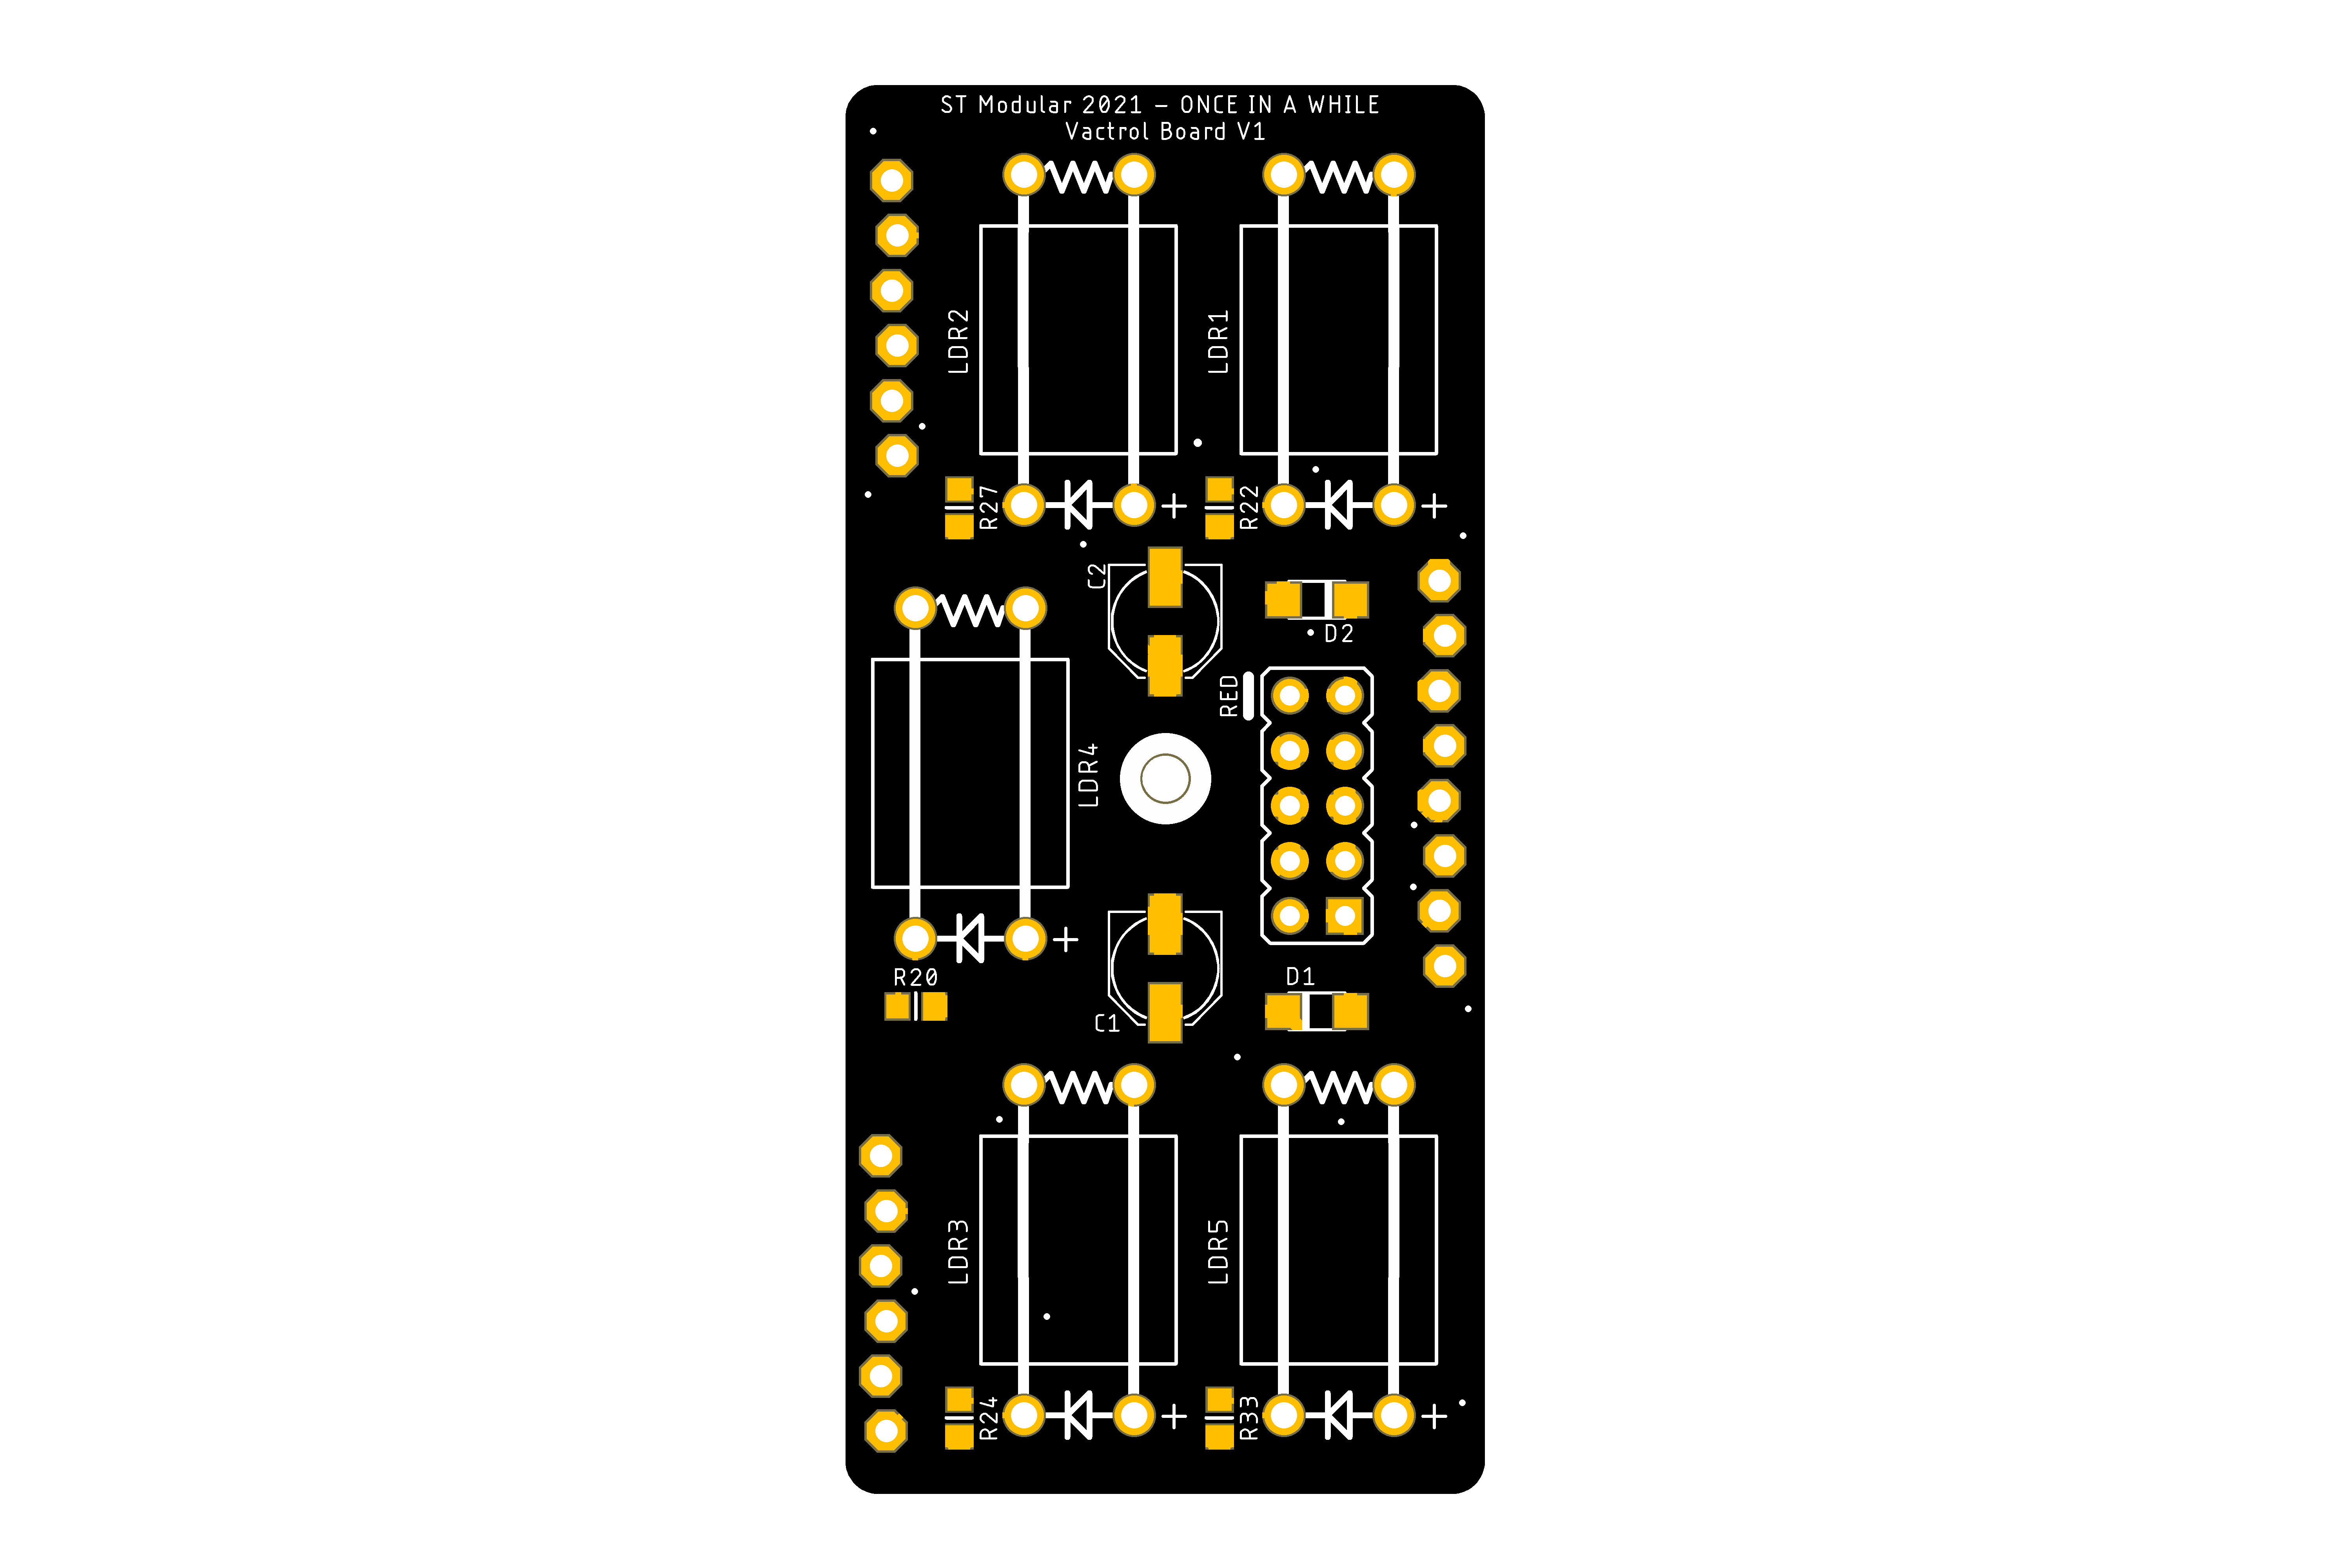 ST Modular 2021 – ONCE IN A WHILE
Vactrol Board V1
LDR2
LDR1
R27
+
R22
+
C2
D2
RED
LDR4
+
R20
D1
C1
LDR3
LDR5
R24
+
R33
+